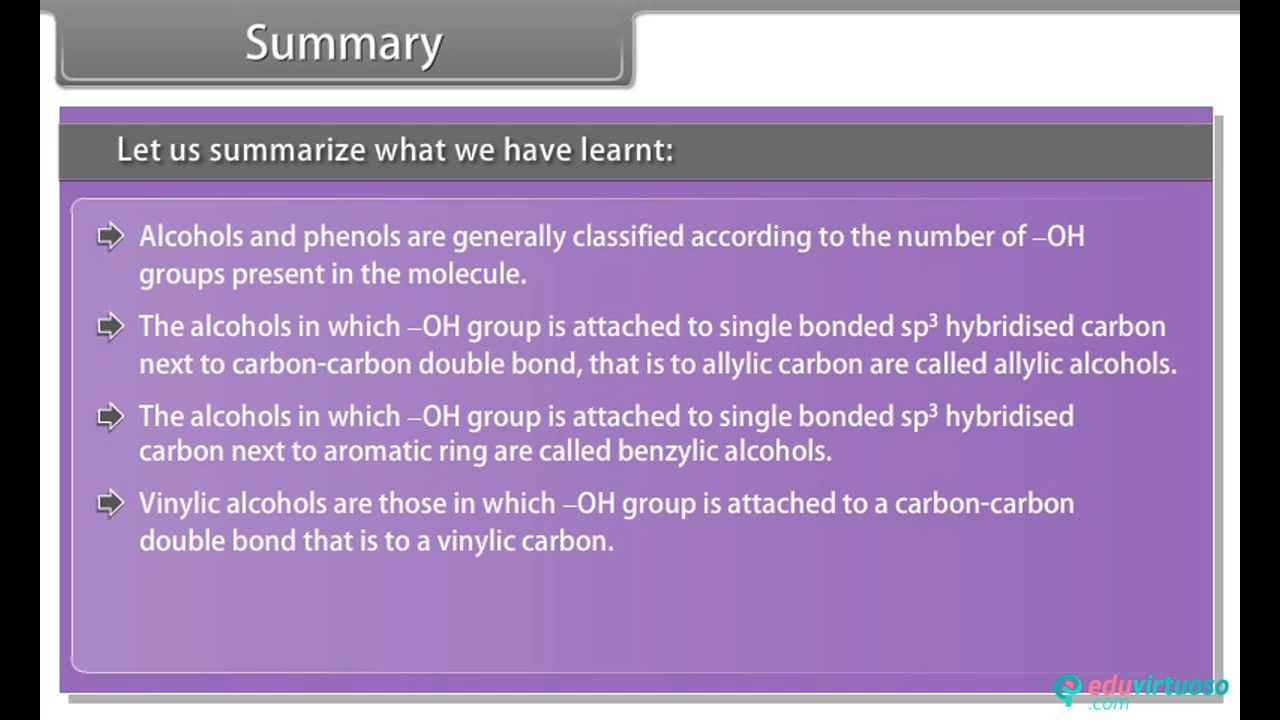 Summary
Let us summarize what we have learnt:
Alcohols and phenols are generally classified according to the number of –OH
groups present in the molecule.
The alcohols in which –OH group is attached to single bonded sp³ hybridised carbon
next to carbon-carbon double bond, that is to allylic carbon are called allylic alcohols.
The alcohols in which –OH group is attached to single bonded sp³ hybridised
carbon next to aromatic ring are called benzylic alcohols.
Vinylic alcohols are those in which –OH group is attached to a carbon-carbon
double bond that is to a vinylic carbon.
eduvirtuoso
.com